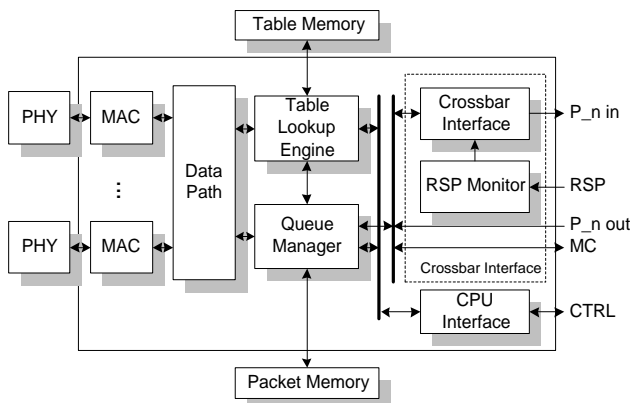 Table Memory
PHY
MAC
Data
Path
Table
Lookup
Engine
Crossbar
Interface
P_n in
RSP Monitor
RSP
...
PHY
MAC
Queue
Manager
P_n out
MC
Crossbar Interface
CPU
Interface
CTRL
Packet Memory